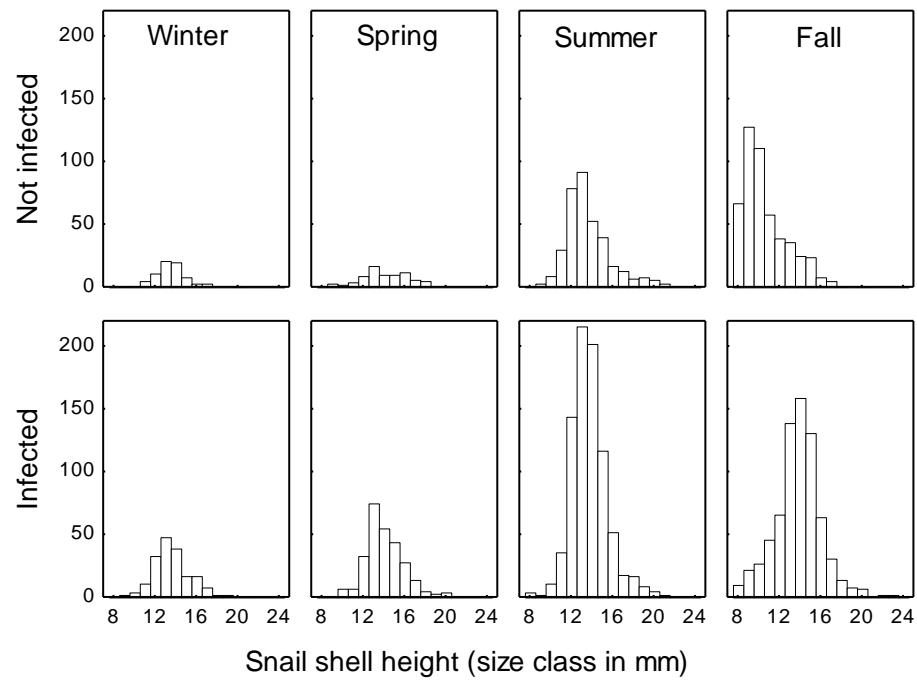 Winter Spring Summer Fall
Not infected
200
150
100
50
0
Infected
200
150
100
50
0
8 12 16 20 24 8 12 16 20 24 8 12 16 20 24 8 12 16 20 24
Snail shell height (size class in mm)